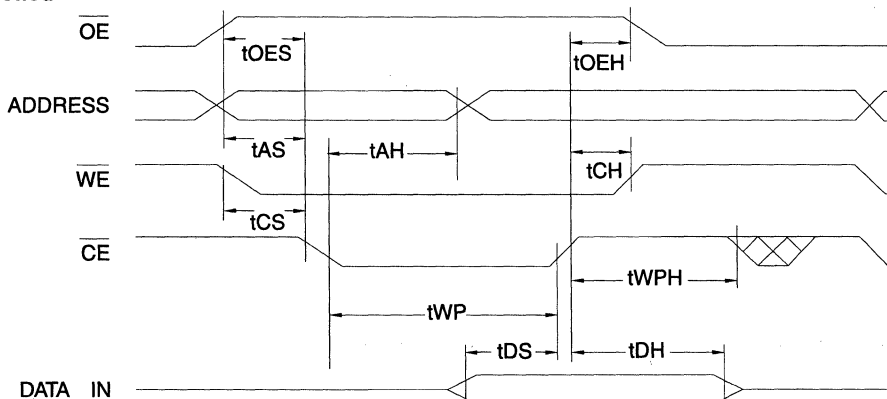 OE
tOES
tOEH
ADDRESS
tAS
tAH
WE
tCH
tCS
CE
tWPH
tWP
tDS
tDH
DATA IN